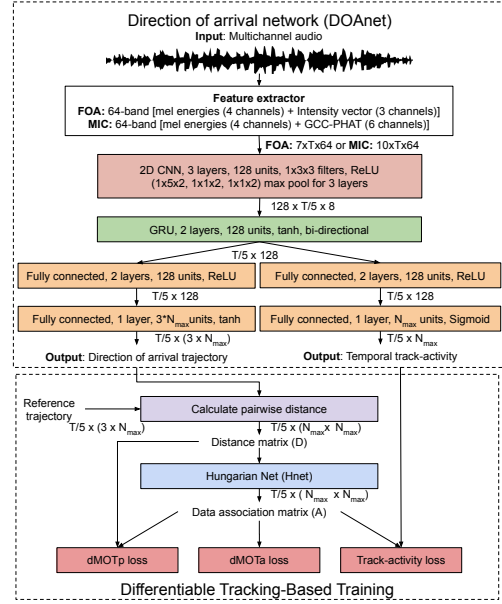 Direction of arrival network (DOAnet)
Input: Multichannel audio
Feature extractor
FOA: 64-band [mel energies (4 channels) + Intensity vector (3 channels)]
MIC: 64-band [mel energies (4 channels) + GCC-PHAT (6 channels)]
FOA: 7xTx64 or MIC: 10xTx64
2D CNN, 3 layers, 128 units, 1x3x3 filters, ReLU
(1x5x2, 1x1x2, 1x1x2) max pool for 3 layers
128 x T/5 x 8
GRU, 2 layers, 128 units, tanh, bi-directional
T/5 x 128
Fully connected, 2 layers, 128 units, ReLU
Fully connected, 2 layers, 128 units, ReLU
T/5 x 128
T/5 x 128
Fully connected, 1 layer, 3*Nmax units, tanh
Fully connected, 1 layer, Nmax units, Sigmoid
T/5 x (3 x Nmax)
T/5 x Nmax
Output: Direction of arrival trajectory
Output: Temporal track-activity
Reference
trajectory
T/5 x (3 x Nmax)
Calculate pairwise distance
T/5 x (Nmax x Nmax)
Distance matrix (D)
Hungarian Net (Hnet)
T/5 x ( Nmax x Nmax)
Data association matrix (A)
dMOTp loss
dMOTa loss
Track-activity loss
Differentiable Tracking-Based Training